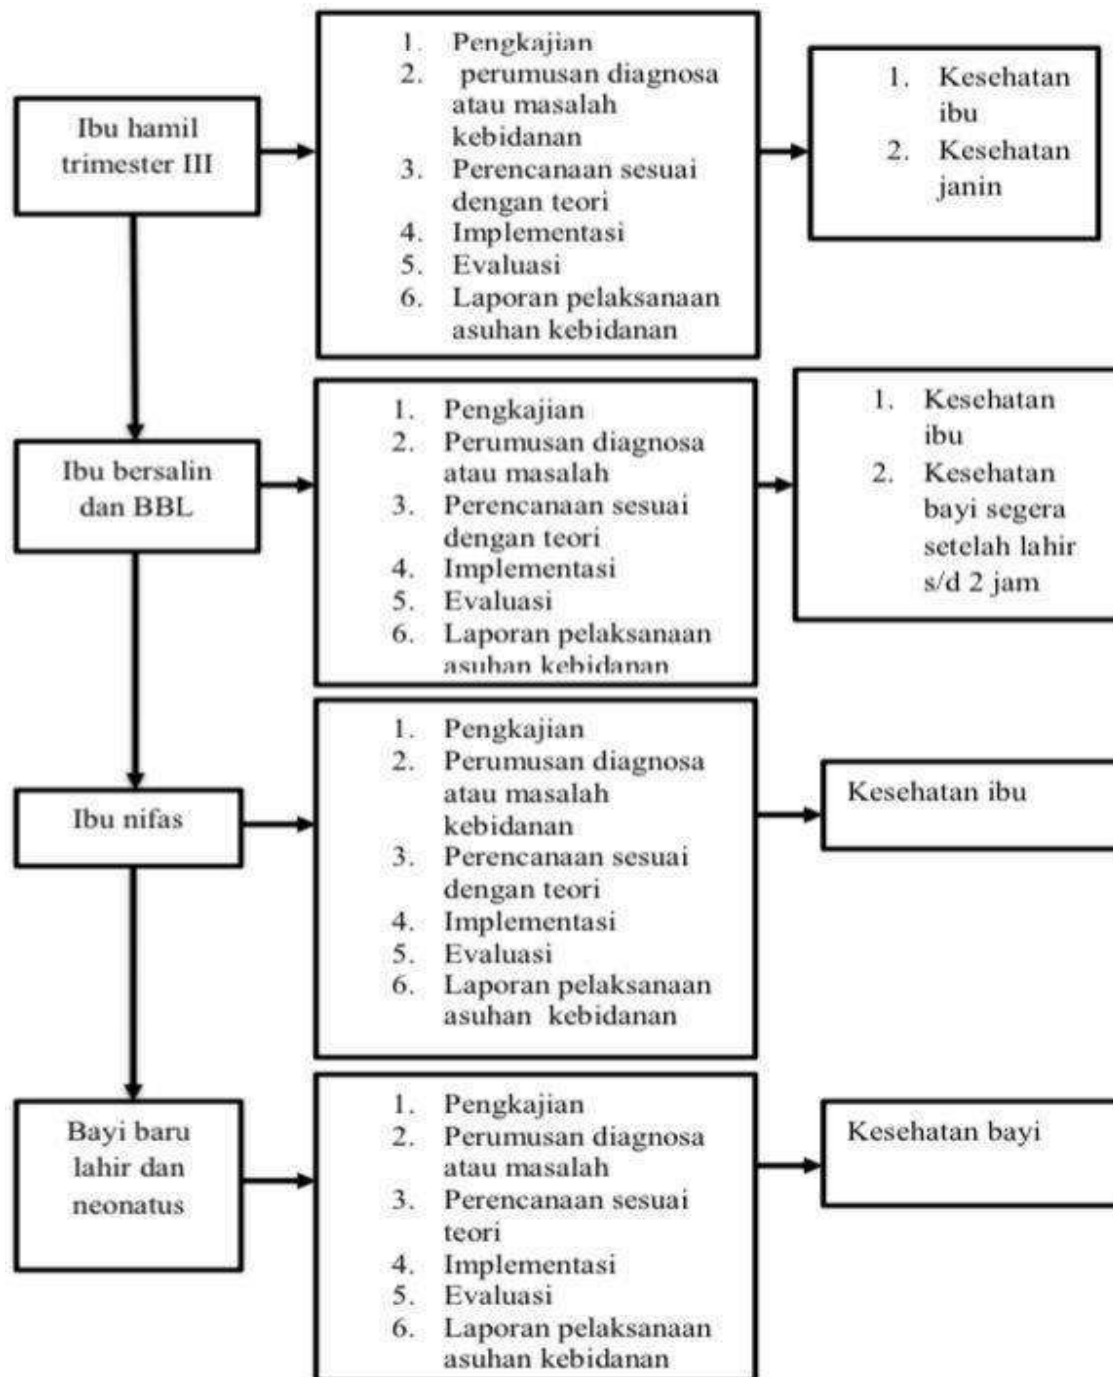 Ibu hamil
trimester III
1. Pengkajian
2. perumusan diagnosa
atau masalah
kebidanan
3. Perencanaan sesuai
dengan teori
4. Implementasi
5. Evaluasi
6. Laporan pelaksanaan
asuhan kebidanan
1. Kesehatan
ibu
2. Kesehatan
janin
Ibu bersalin
dan BBL
1. Pengkajian
2. Perumusan diagnosa
atau masalah
3. Perencanaan sesuai
dengan teori
4. Implementasi
5. Evaluasi
6. Laporan pelaksanaan
asuhan kebidanan
1. Kesehatan
ibu
2. Kesehatan
bayi segera
setelah lahir
s/d 2 jam
Ibu nifas
1. Pengkajian
2. Perumusan diagnosa
atau masalah
kebidanan
3. Perencanaan sesuai
dengan teori
4. Implementasi
5. Evaluasi
6. Laporan pelaksanaan
asuhan kebidanan
Kesehatan ibu
Bayi baru
lahir dan
neonatus
1. Pengkajian
2. Perumusan diagnosa
atau masalah
3. Perencanaan sesuai
teori
4. Implementasi
5. Evaluasi
6. Laporan pelaksanaan
asuhan kebidanan
Kesehatan bayi